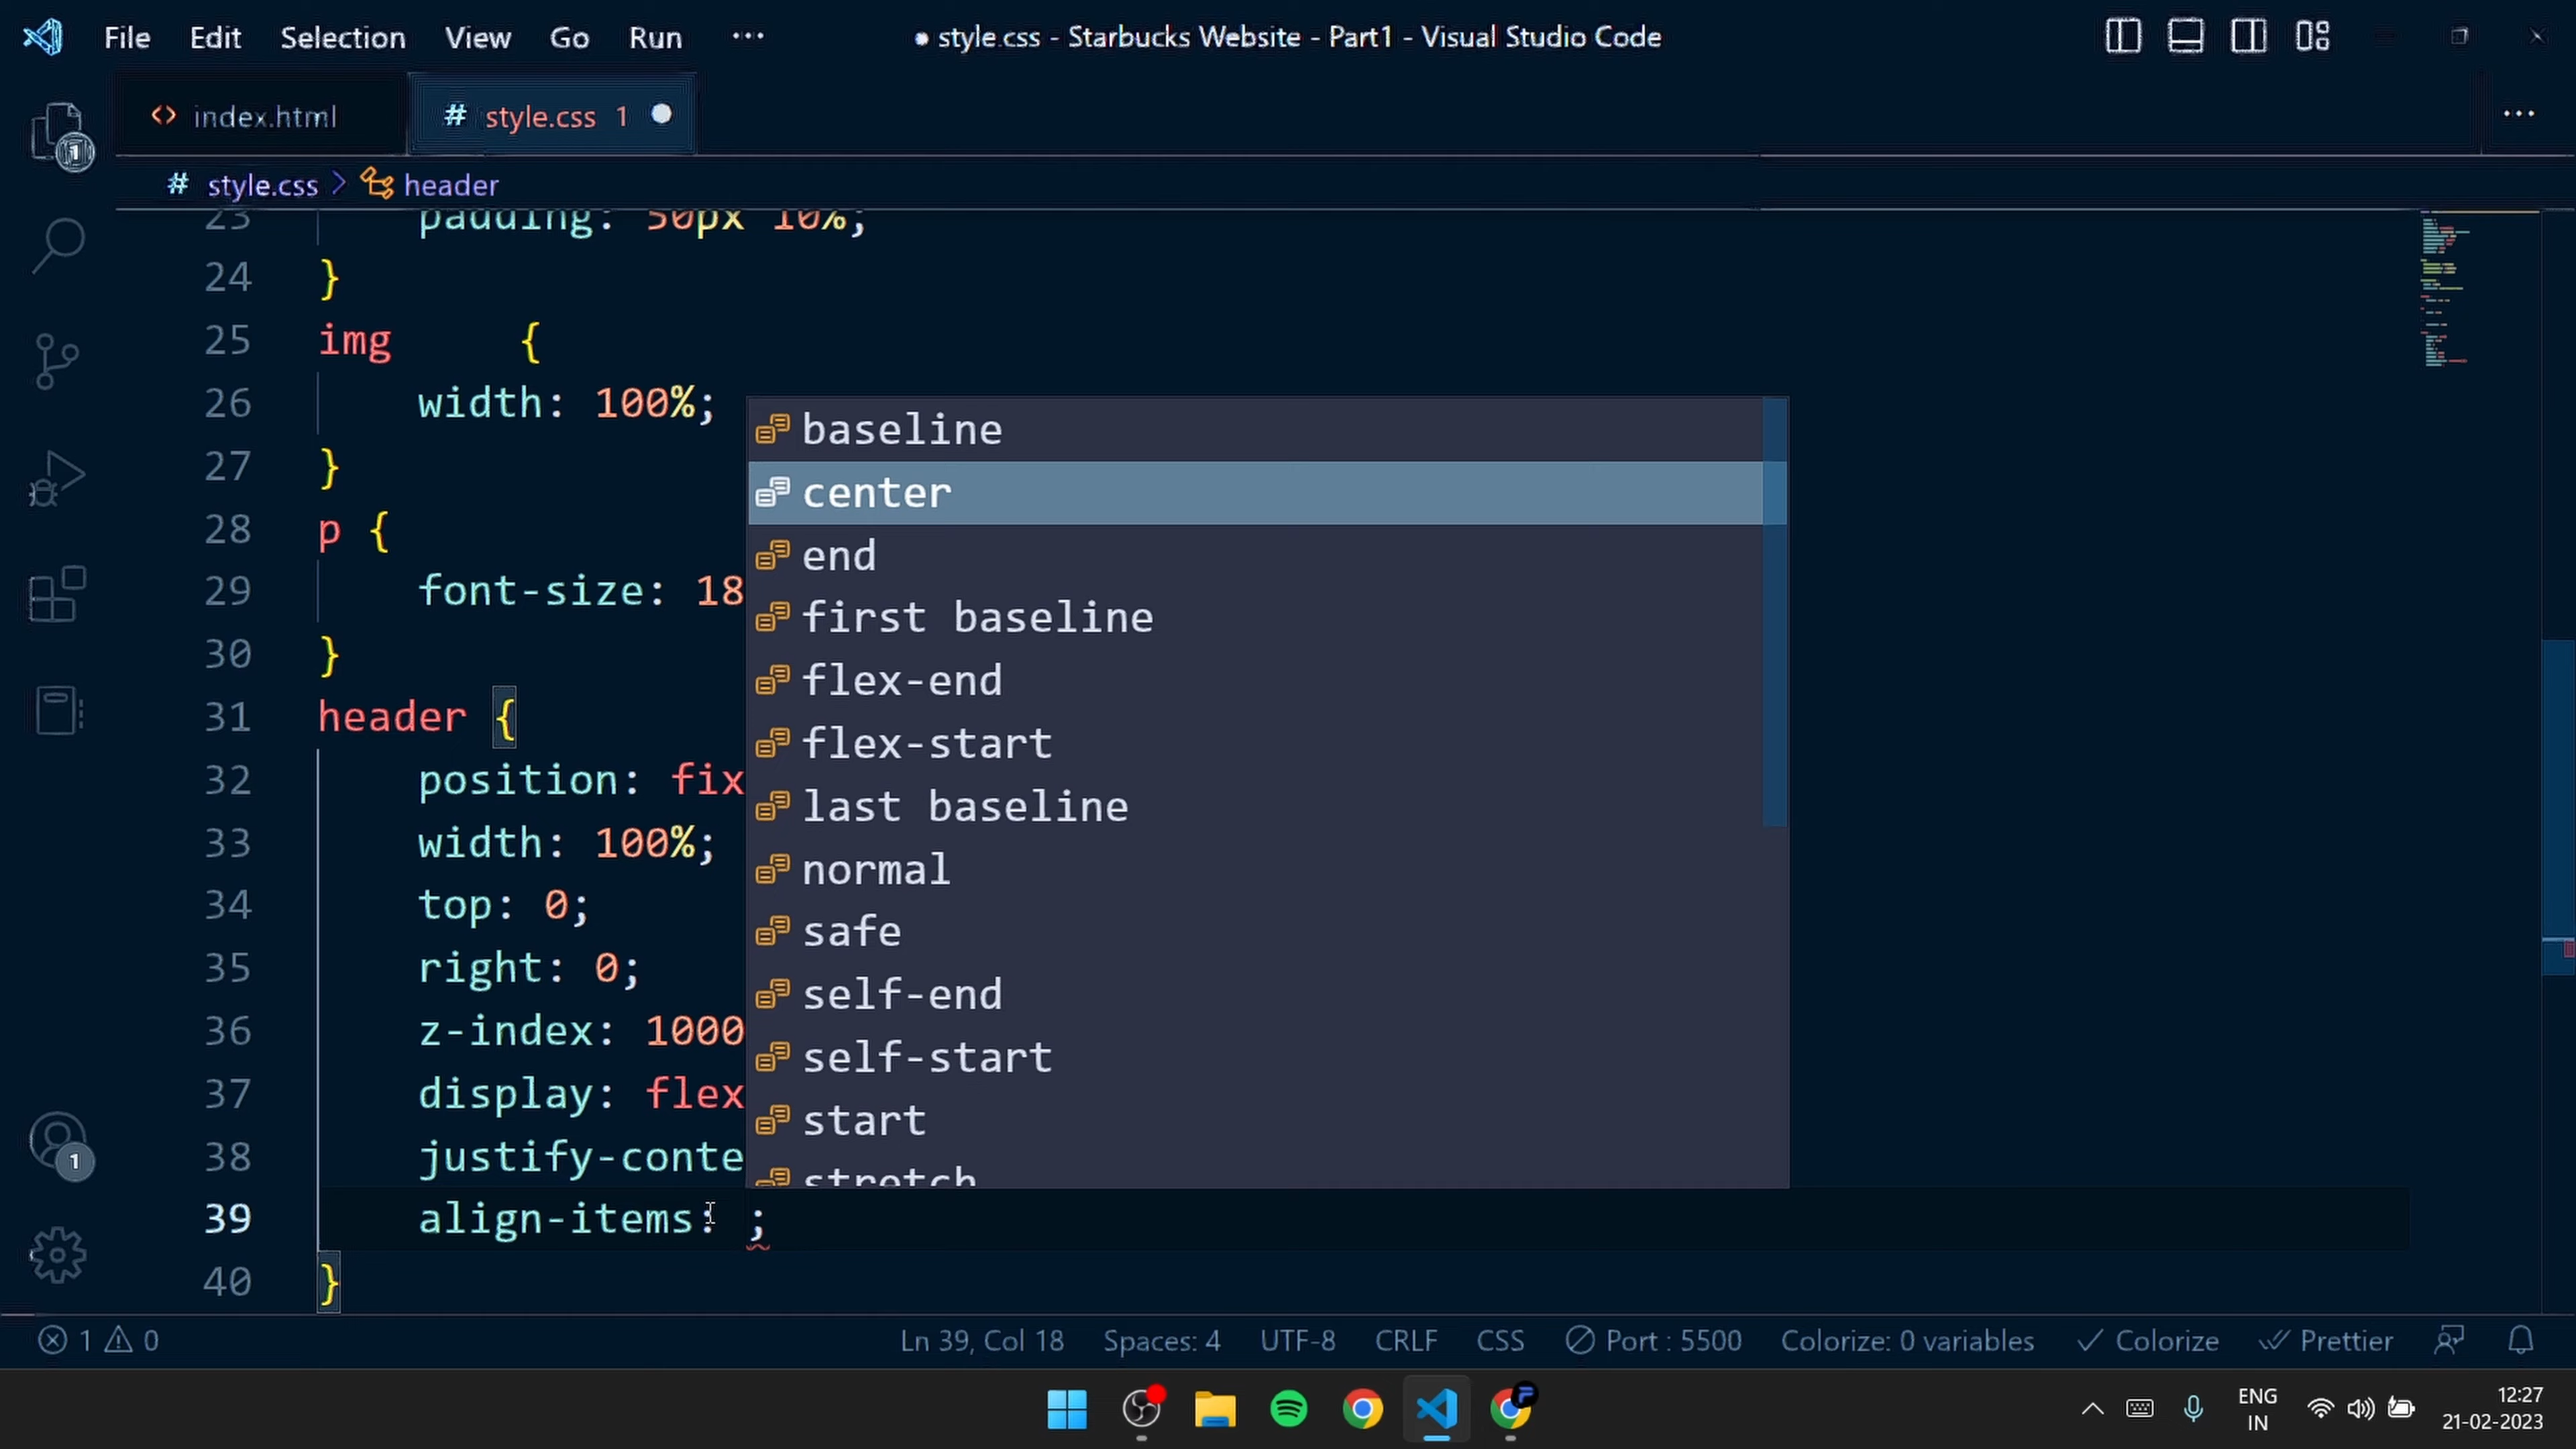 File Edit Selection View Go Run ··· ● style.css - Starbucks Website - Part1 - Visual Studio Code
<> index.html # style.css 1 ●
# style.css > header
23 padding: 50px 10%;
24 }
25 img {
26 width: 100%;
27 }
28 p {
29 font-size: 18
30 }
31 header {
32 position: fix
33 width: 100%;
34 top: 0;
35 right: 0;
36 z-index: 1000
37 display: flex
38 justify-conte
39 align-items: ;
40 }
baseline
center
end
first baseline
flex-end
flex-start
last baseline
normal
safe
self-end
self-start
start
stretch
1
1
1 0 Ln 39, Col 18 Spaces: 4 UTF-8 CRLF CSS Port : 5500 Colorize: 0 variables Colorize Prettier
ENG
IN
12:27
21-02-2023